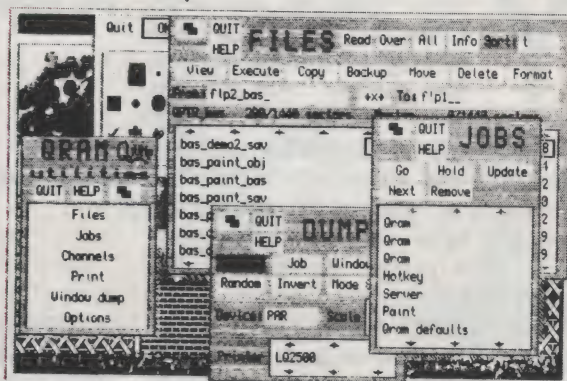 Quit
QUIT
HELP
FILES
Read Over All Info
View Execute Copy Backup Move Delete Format
flp2_bas_ To:
bas_demo2_sav
bas_paint_obj
bas_paint_bas
bas_paint_sav
QRAM
utilities
QUIT HELP
Files
Jobs
Channels
Print
Window dump
Options
QUIT
HELP
DUMP
Job
Random Invert Mode
Device: PAR Scale
Printer LQ2500
QUIT
HELP
JOBS
Go Hold Update
Next Remove
Qram
Qram
Qram
Hotkey
Server
Paint
Qram defaults